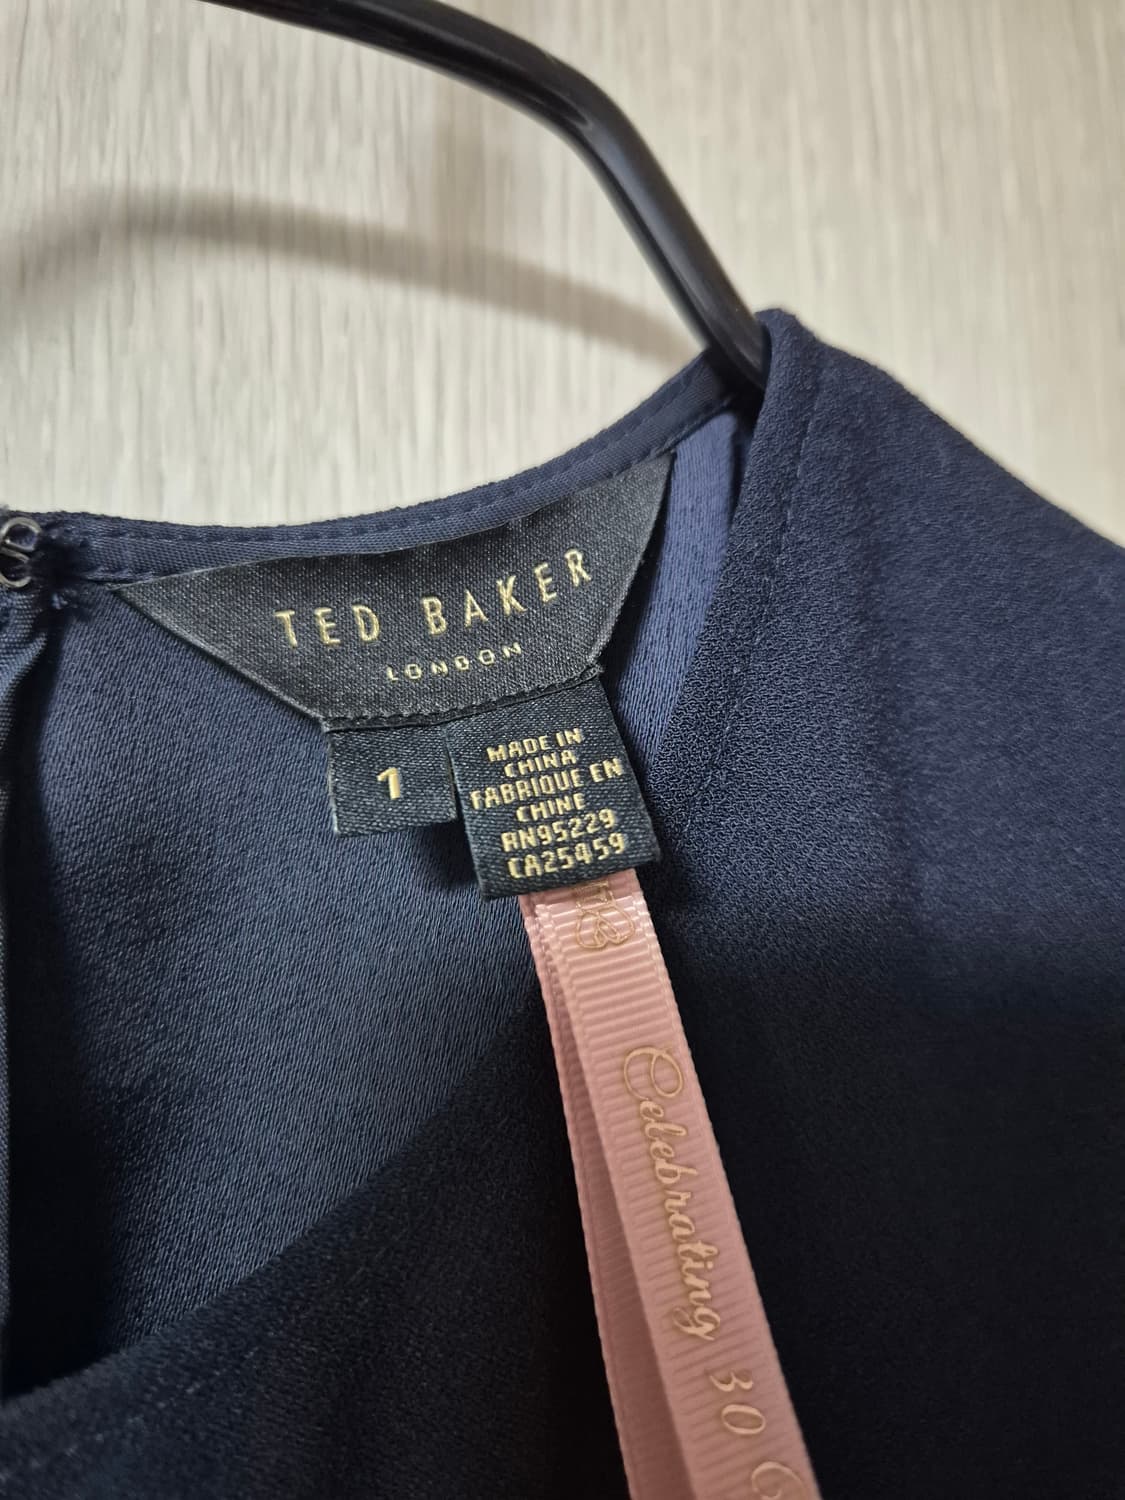 TED BAKER
LONDON
1
MADE IN
CHINA
FABRIQUE EN
CHINE
RN95229
CA25459
Celebrating 30